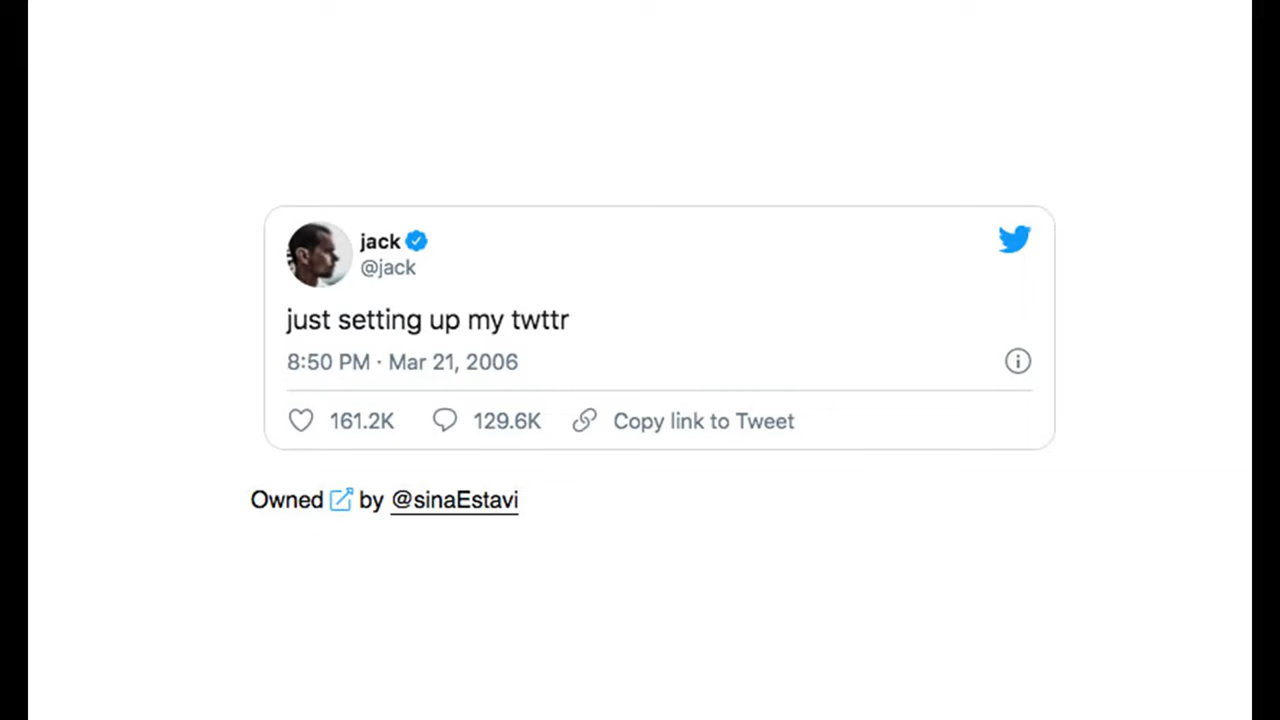 jack
@jack
just setting up my twttr
8:50 PM · Mar 21, 2006
161.2K 129.6K Copy link to Tweet
Owned by @sinaEstavi